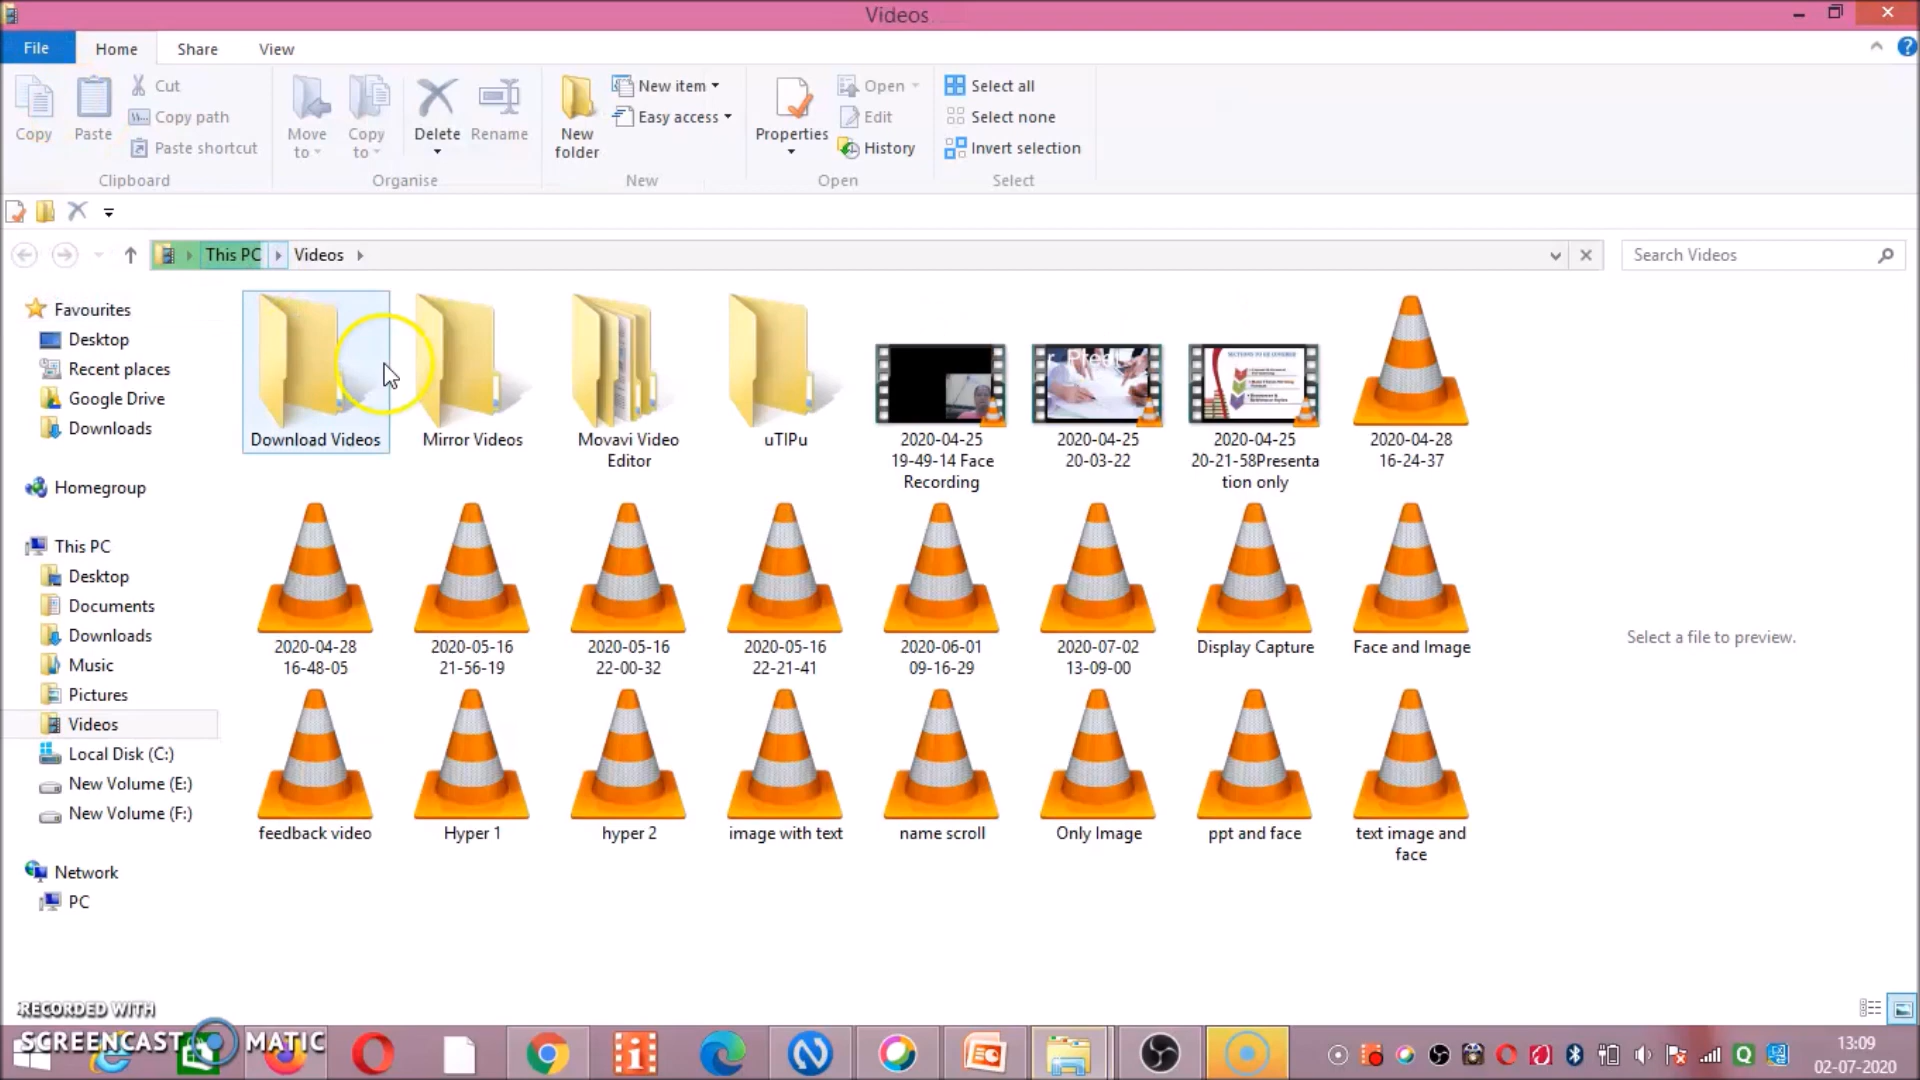 Videos
File
Home
Share
View
Copy
Paste
Cut
Copy path
Paste shortcut
Clipboard
Move to
Copy to
Delete
Rename
Organise
New folder
New item
Easy access
New
Properties
Open
Edit
History
Open
Select all
Select none
Invert selection
Select
This PC
Videos
Search Videos
Favourites
Desktop
Recent places
Google Drive
Downloads
Homegroup
This PC
Desktop
Documents
Downloads
Music
Pictures
Videos
Local Disk (C:)
New Volume (E:)
New Volume (F:)
Network
PC
Download Videos
Mirror Videos
Movavi Video
Editor
uTIPu
2020-04-25
19-49-14 Face
Recording
2020-04-25
20-03-22
2020-04-25
20-21-58Presenta
tion only
2020-04-28
16-24-37
2020-04-28
16-48-05
2020-05-16
21-56-19
2020-05-16
22-00-32
2020-05-16
22-21-41
2020-06-01
09-16-29
2020-07-02
13-09-00
Display Capture
Face and Image
feedback video
Hyper 1
hyper 2
image with text
name scroll
Only Image
ppt and face
text image and
face
Select a file to preview.
RECORDED WITH
SCREENCAST MATIC
13:09
02-07-2020